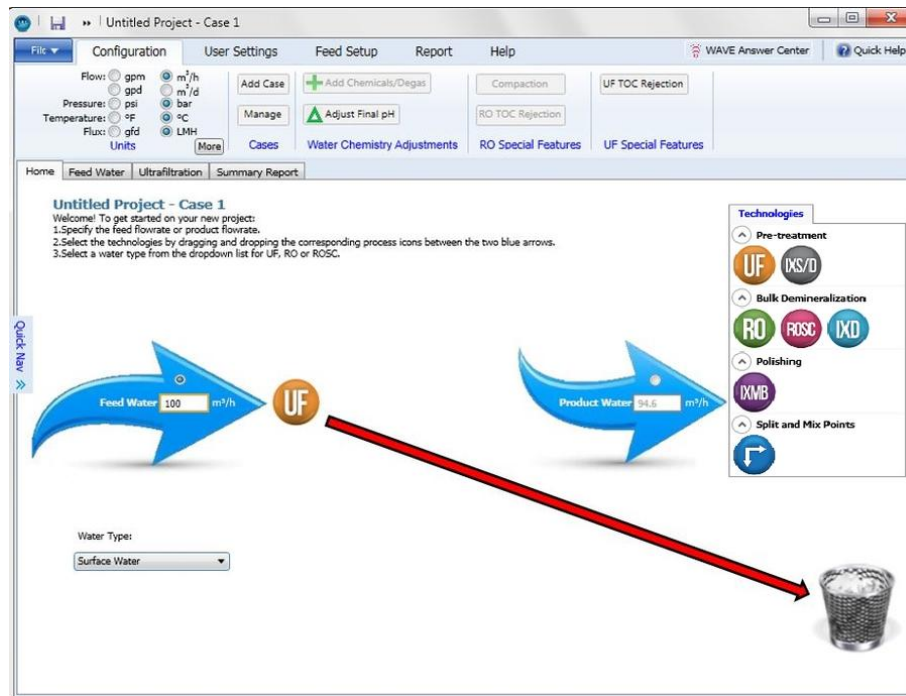 Untitled Project - Case 1
File Configuration User Settings Feed Setup Report Help WAVE Answer Center Quick Help
Flow: gpm m³/h
gpd m³/d
Pressure: psi bar
Temperature: ºF ºC
Flux: gfd LMH
Units More
Add Case
Manage
Cases
Add Chemicals/Degas
Adjust Final pH
Water Chemistry Adjustments
Compaction
RO TOC Rejection
RO Special Features
UF TOC Rejection
UF Special Features
Home Feed Water Ultrafiltration Summary Report
Untitled Project - Case 1
Welcome! To get started on your new project:
1.Specify the feed flowrate or product flowrate.
2.Select the technologies by dragging and dropping the corresponding process icons between the two blue arrows.
3.Select a water type from the dropdown list for UF, RO or ROSC.
Quick Nav
Feed Water 100 m³/h
UF
Product Water 94.6 m³/h
Technologies
Pre-treatment
UF IXS/D
Bulk Demineralization
RO ROSC IXD
Polishing
IXMB
Split and Mix Points
Water Type:
Surface Water